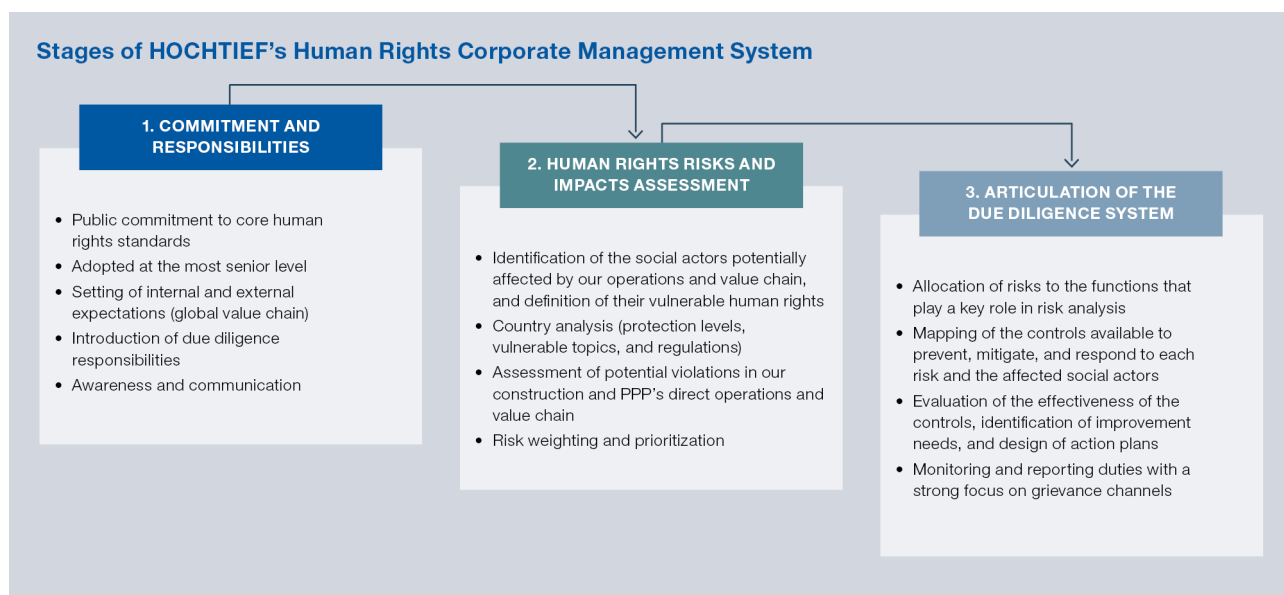 Stages of HOCHTIEF's Human Rights Corporate Management System
1. COMMITMENT AND
RESPONSIBILITIES
• Public commitment to core human
rights standards
• Adopted at the most senior level
• Setting of internal and external
expectations (global value chain)
• Introduction of due diligence
responsibilities
• Awareness and communication
2. HUMAN RIGHTS RISKS AND
IMPACTS ASSESSMENT
• Identification of the social actors potentially
affected by our operations and value chain,
and definition of their vulnerable human rights
• Country analysis (protection levels,
vulnerable topics, and regulations)
• Assessment of potential violations in our
construction and PPP's direct operations and
value chain
• Risk weighting and prioritization
3. ARTICULATION OF THE
DUE DILIGENCE SYSTEM
• Allocation of risks to the functions that
play a key role in risk analysis
• Mapping of the controls available to
prevent, mitigate, and respond to each
risk and the affected social actors
• Evaluation of the effectiveness of the
controls, identification of improvement
needs, and design of action plans
• Monitoring and reporting duties with a
strong focus on grievance channels